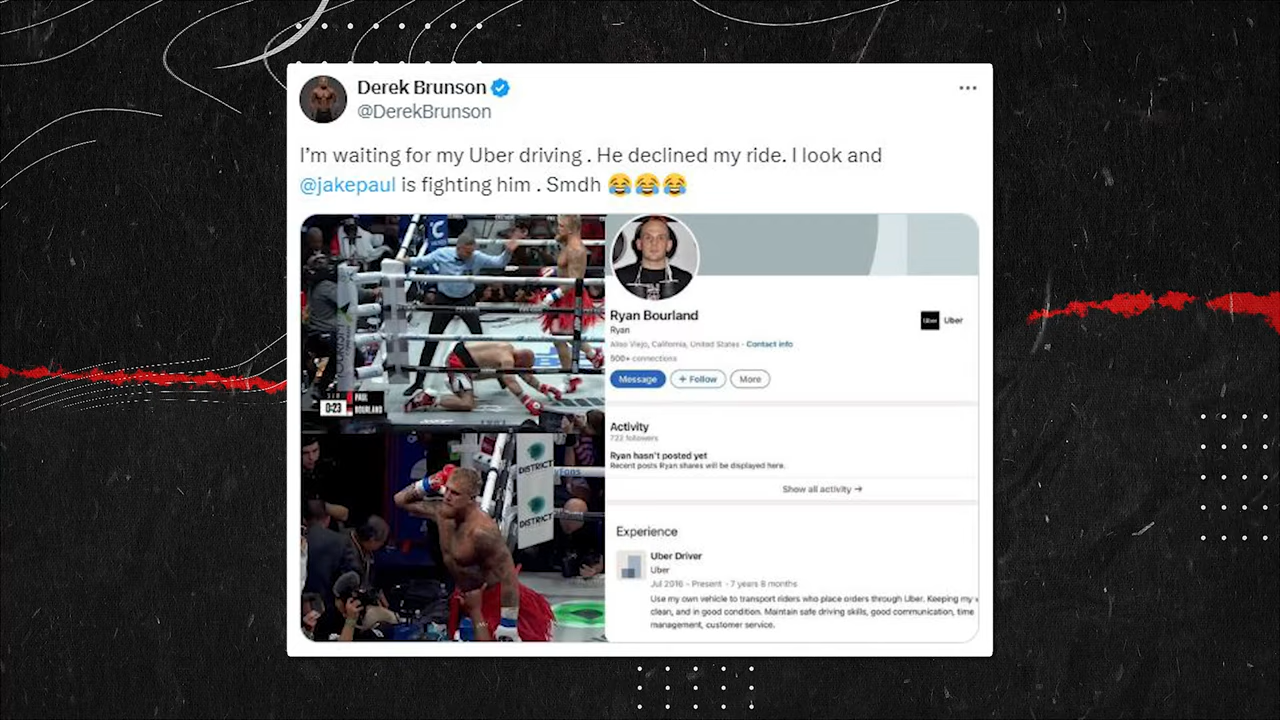 Derek Brunson
@DerekBrunson
I'm waiting for my Uber driving . He declined my ride. I look and
@jakepaul is fighting him . Smdh 😂😂😂
0:23
PAUL
BOURLAND
DISTRICT
DISTRICT
Ryan Bourland
Ryan
Aliso Viejo, California, United States - Contact info
500+ connections
Message
+ Follow
More
Uber
Uber
Activity
722 followers
Ryan hasn't posted yet
Recent posts Ryan shares will be displayed here.
Show all activity →
Experience
Uber Driver
Uber
Jul 2016 - Present - 7 years 8 months
Use my own vehicle to transport riders who place orders through Uber. Keeping my
clean, and in good condition. Maintain safe driving skills, good communication, time
management, customer service.